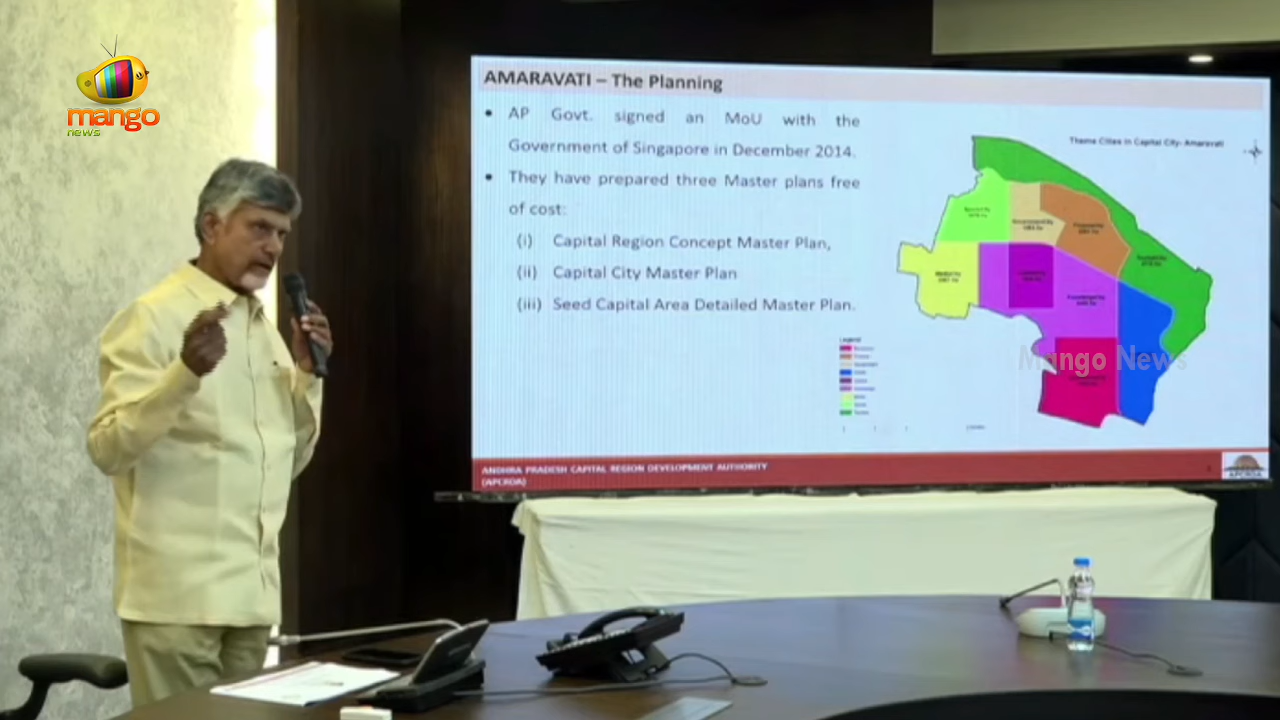 mango
news
AMARAVATI – The Planning
• AP Govt. signed an MoU with the
Government of Singapore in December 2014.
• They have prepared three Master plans free
of cost:
(i) Capital Region Concept Master Plan,
(ii) Capital City Master Plan
(iii) Seed Capital Area Detailed Master Plan.
Theme Cities in Capital City- Amaravati
Legend
Mango News
ANDHRA PRADESH CAPITAL REGION DEVELOPMENT AUTHORITY
(APCRDA)
APCRDA